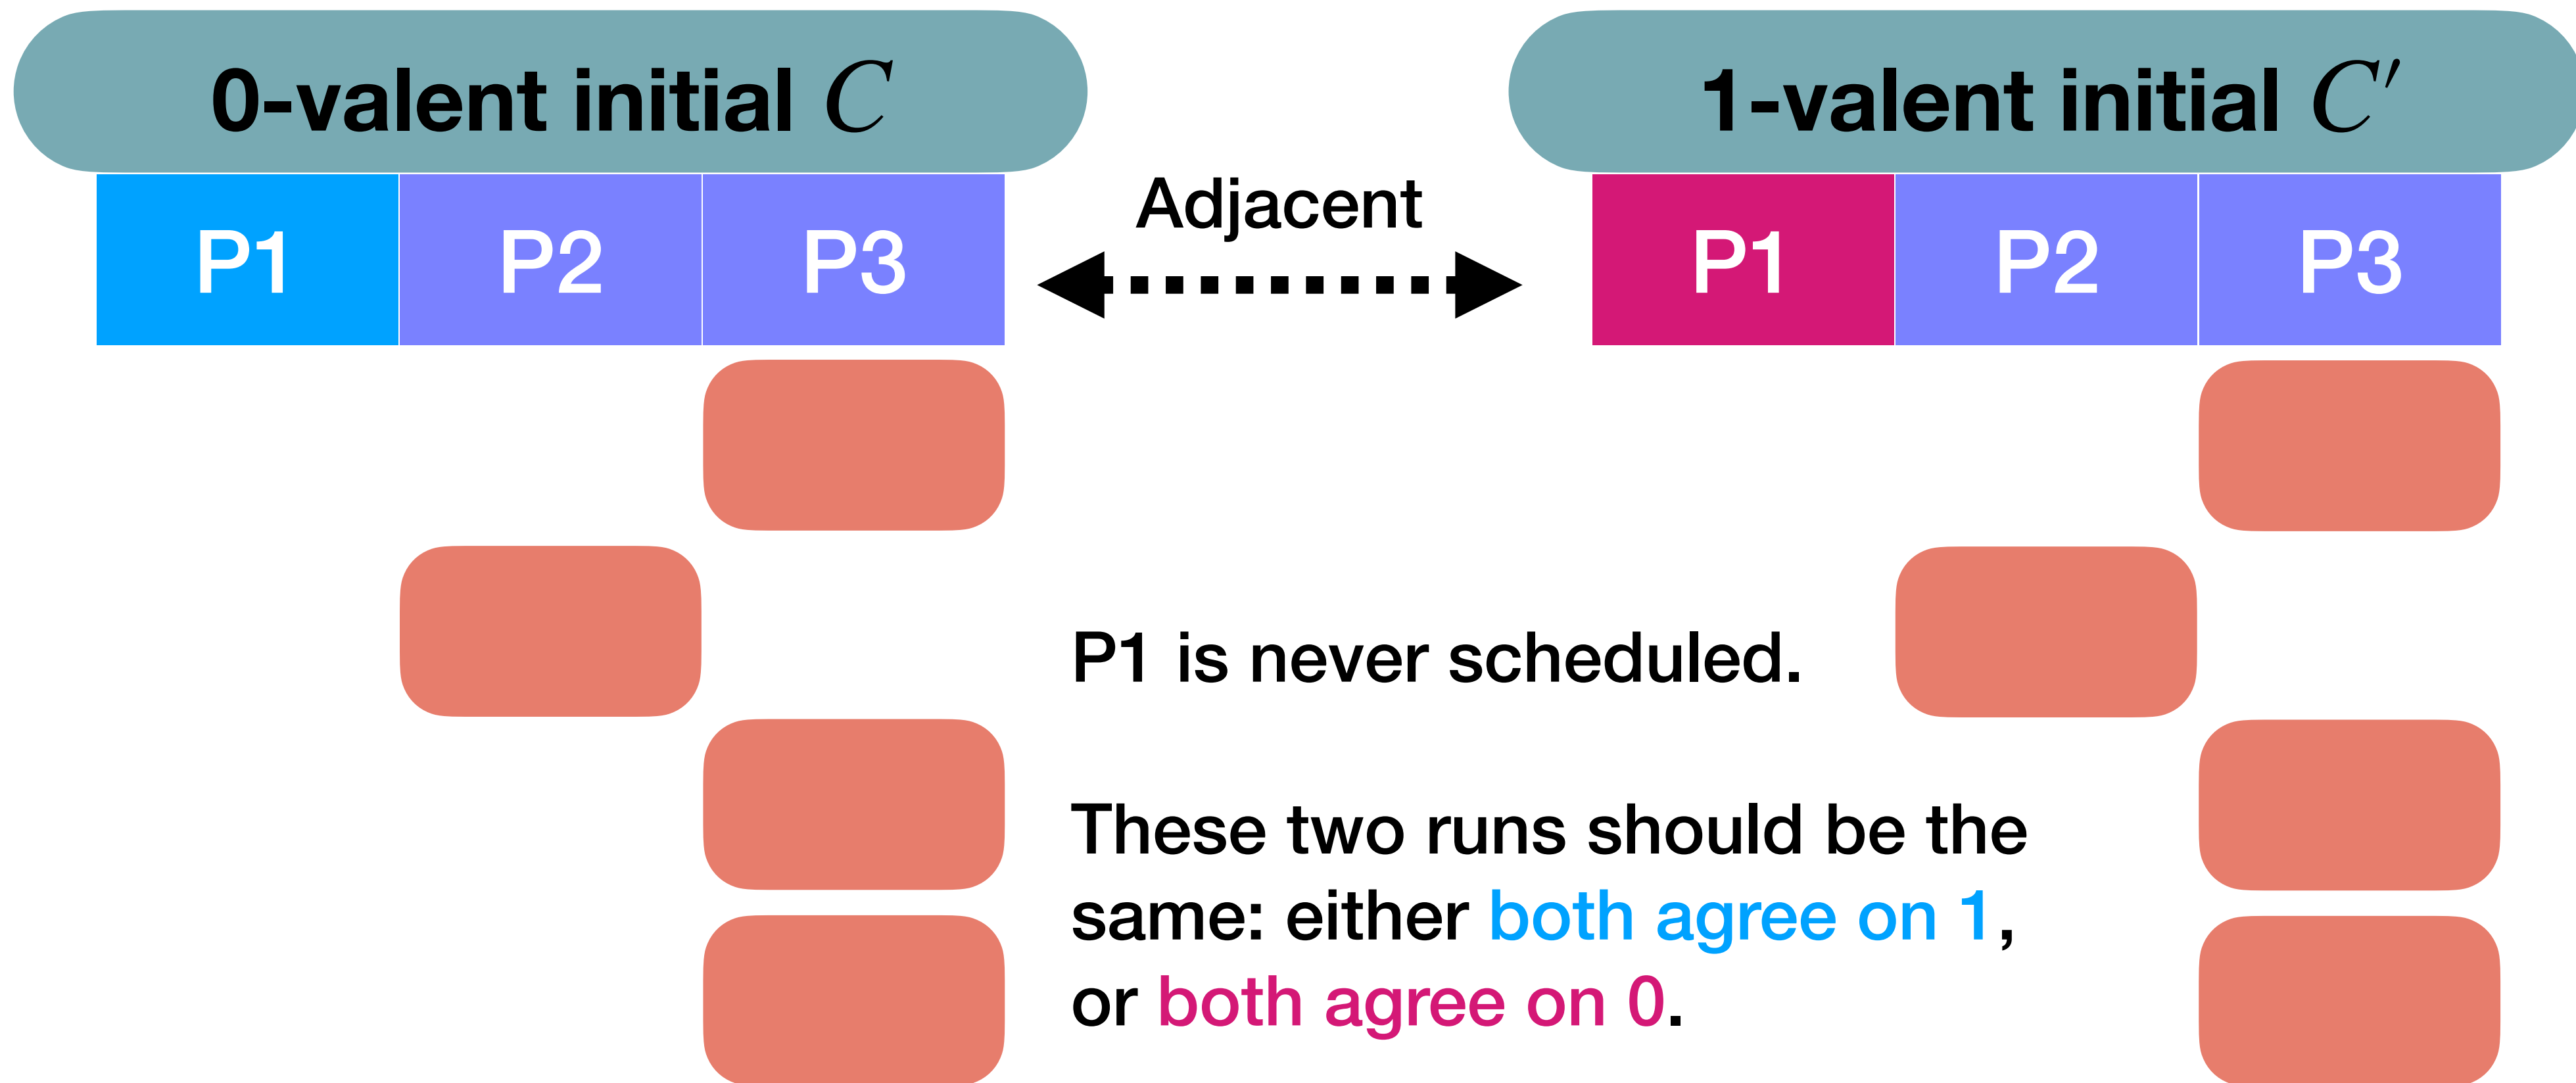 0-valent initial C
1-valent initial C′
P1 P2 P3
Adjacent
P1 P2 P3
P1 is never scheduled.
These two runs should be the
same: either both agree on 1,
or both agree on 0.